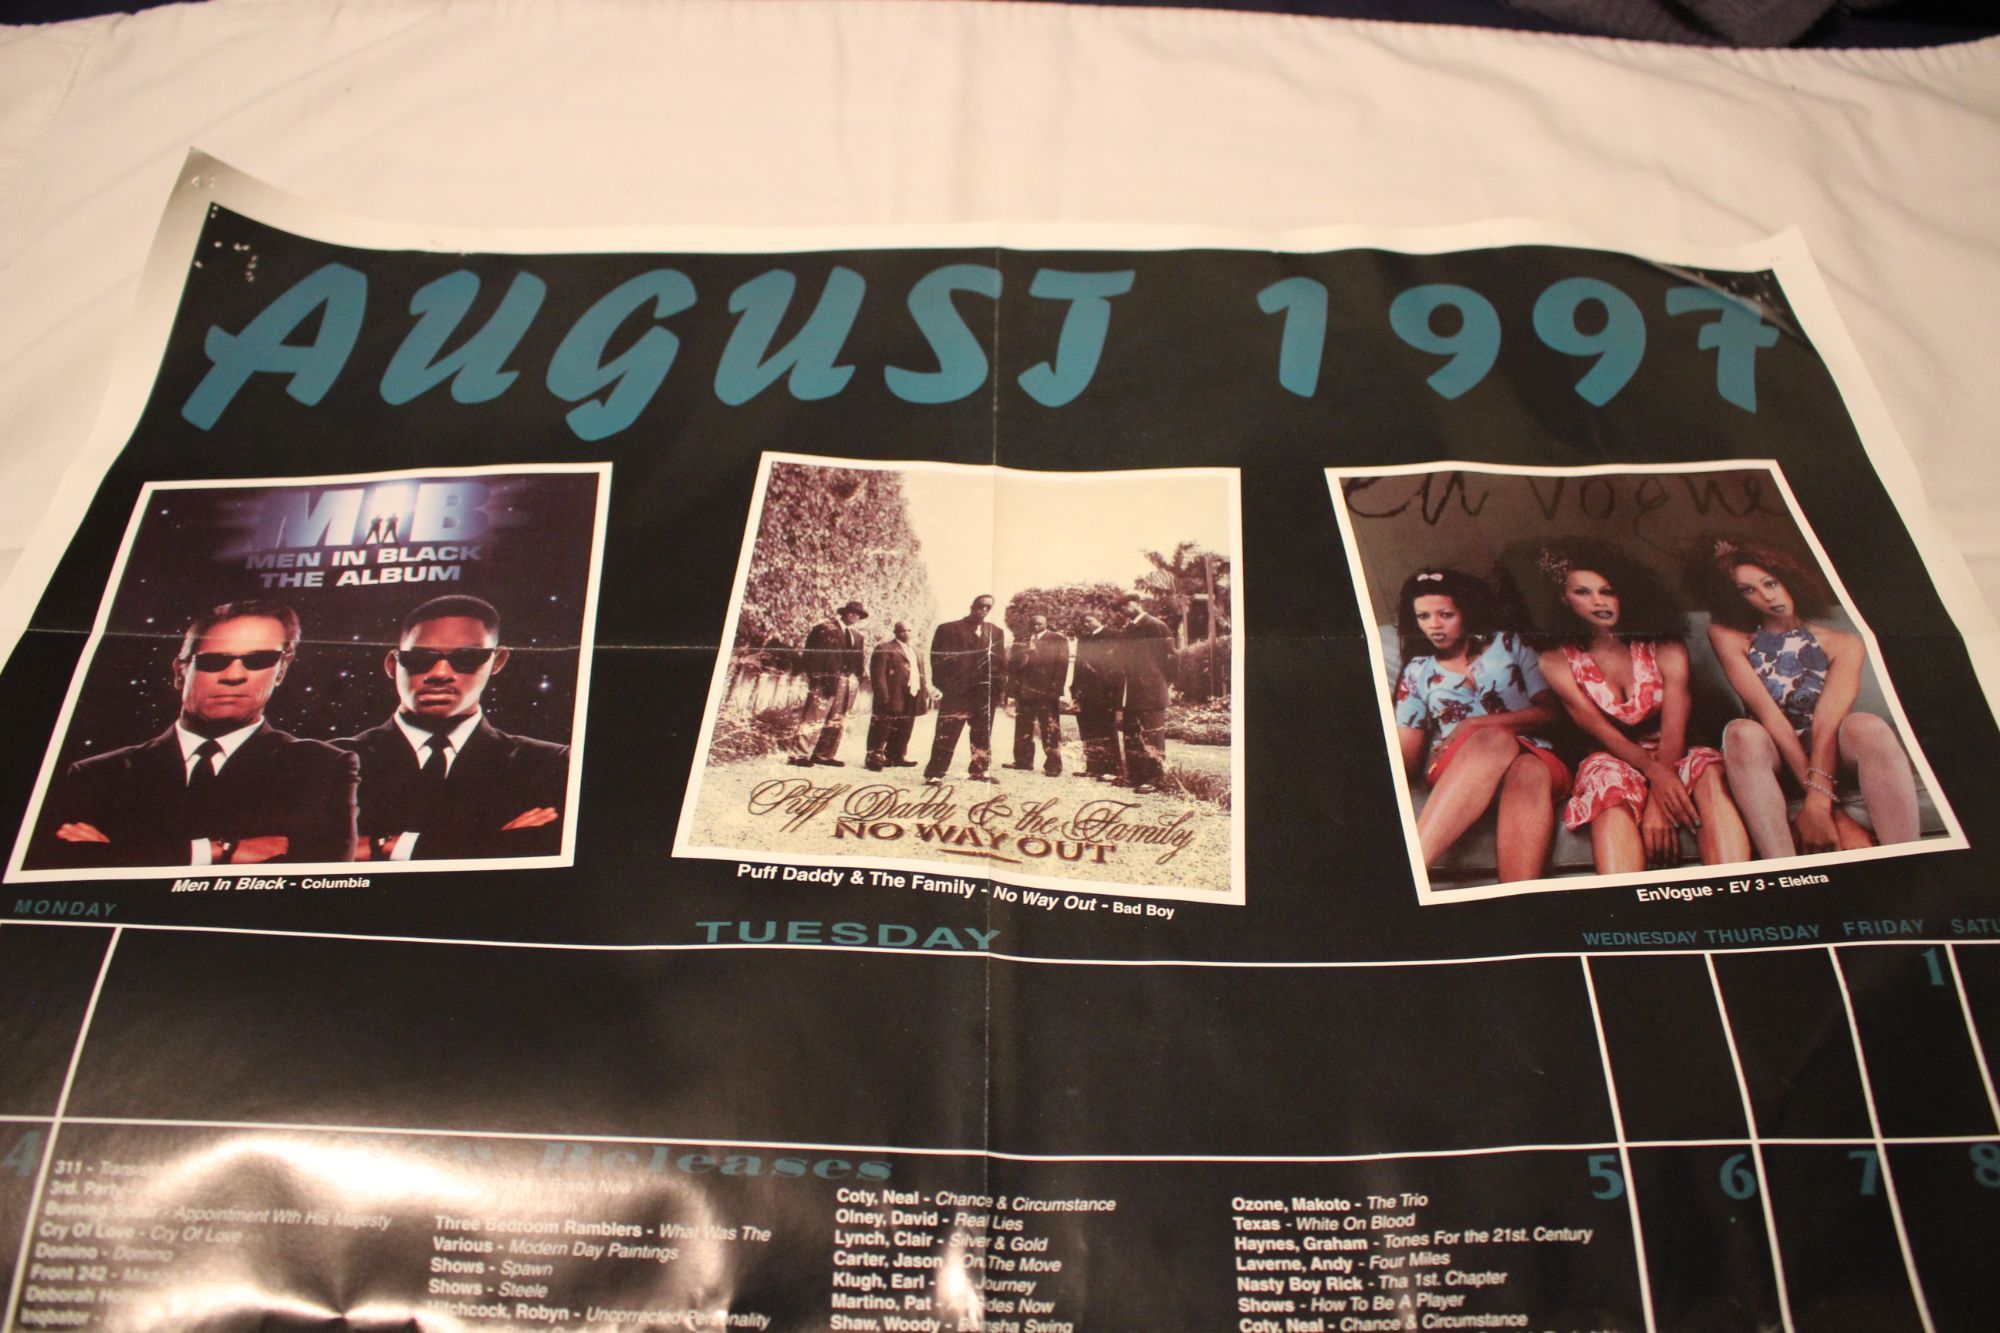 AUGUST 1997
MIB
MEN IN BLACK
THE ALBUM
Puff Daddy & the Family
NO WAY OUT
En Vogue
Men In Black - Columbia
Puff Daddy & The Family - No Way Out - Bad Boy
EnVogue - EV 3 - Elektra
MONDAY
TUESDAY
WEDNESDAY
THURSDAY
FRIDAY
1
4
Releases
5
6
7
8
311 -
3rd. Party
Burning - Appointment Wth His Majesty
Cry Of Love - Cry Of Love
Domino - Domino
Front 242 -
Deborah
Inqbator -
Brand New
Three Bedroom Ramblers - What Was The
Various - Modern Day Paintings
Shows - Spawn
Shows - Steele
Hitchcock, Robyn - Uncorrected Personality
Coty, Neal - Chance & Circumstance
Olney, David - Real Lies
Lynch, Clair - Silver & Gold
Carter, Jason - On The Move
Klugh, Earl - Journey
Martino, Pat - Now
Shaw, Woody - Swing
Ozone, Makoto - The Trio
Texas - White On Blood
Haynes, Graham - Tones For the 21st. Century
Laverne, Andy - Four Miles
Nasty Boy Rick - Tha 1st. Chapter
Shows - How To Be A Player
Coty, Neal - Chance & Circumstance